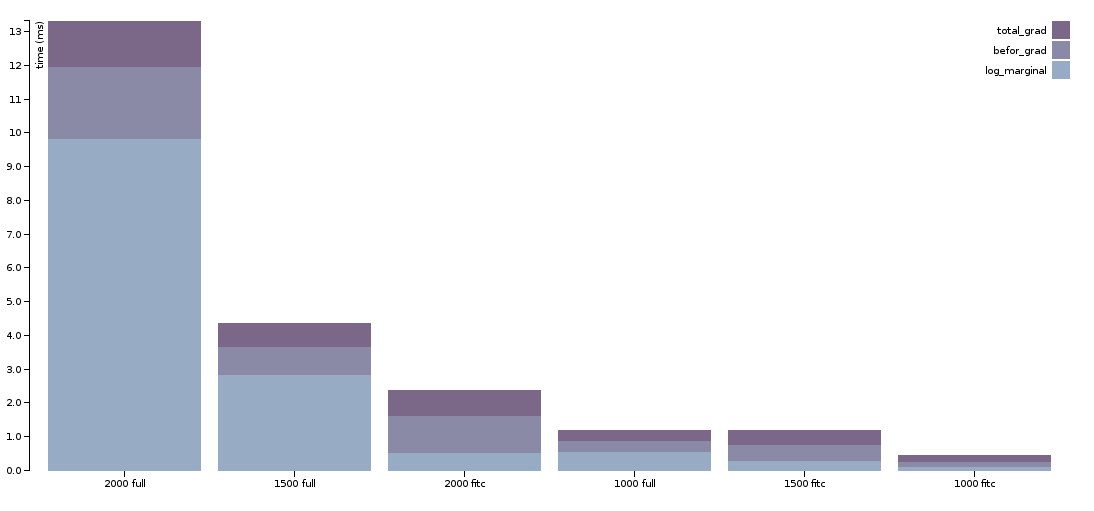 time (ms)
13
12
11
10
9.0
8.0
7.0
6.0
5.0
4.0
3.0
2.0
1.0
0.0
total_grad
befor_grad
log_marginal
2000 full
1500 full
2000 fitc
1000 full
1500 fitc
1000 fitc